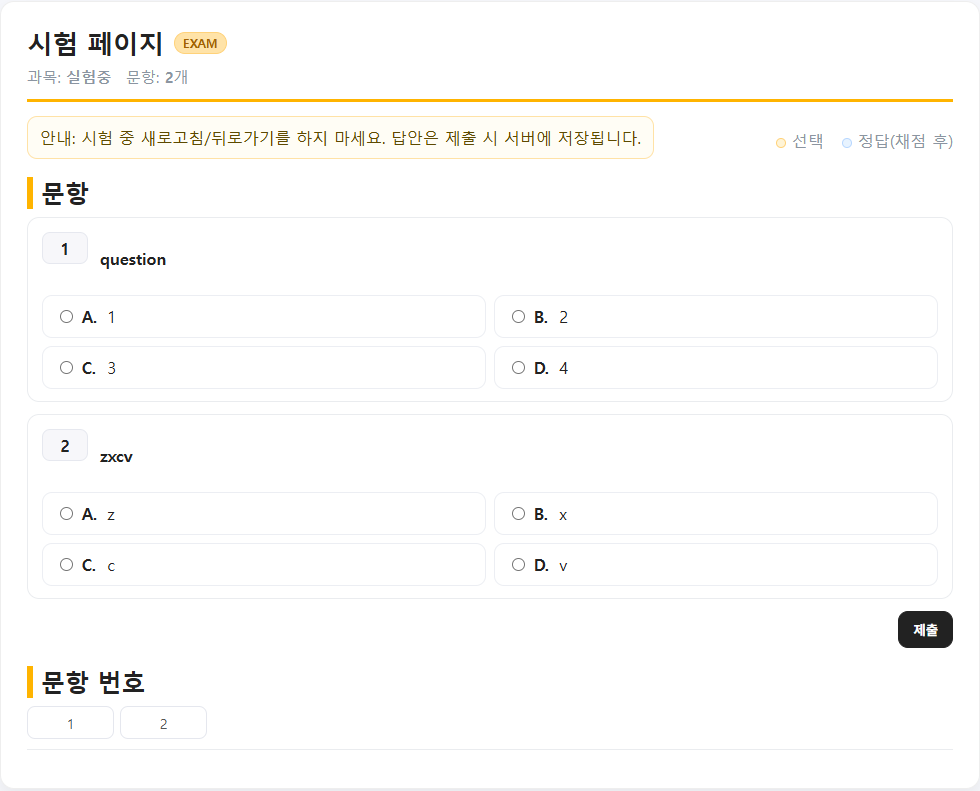 시험 페이지 EXAM
과목: 실험중 문항: 2개
안내: 시험 중 새로고침/뒤로가기를 하지 마세요. 답안은 제출 시 서버에 저장됩니다.
선택 정답(채점 후)
문항
1 question
A. 1
B. 2
C. 3
D. 4
2 zxcv
A. z
B. x
C. c
D. v
제출
문항 번호
1 2